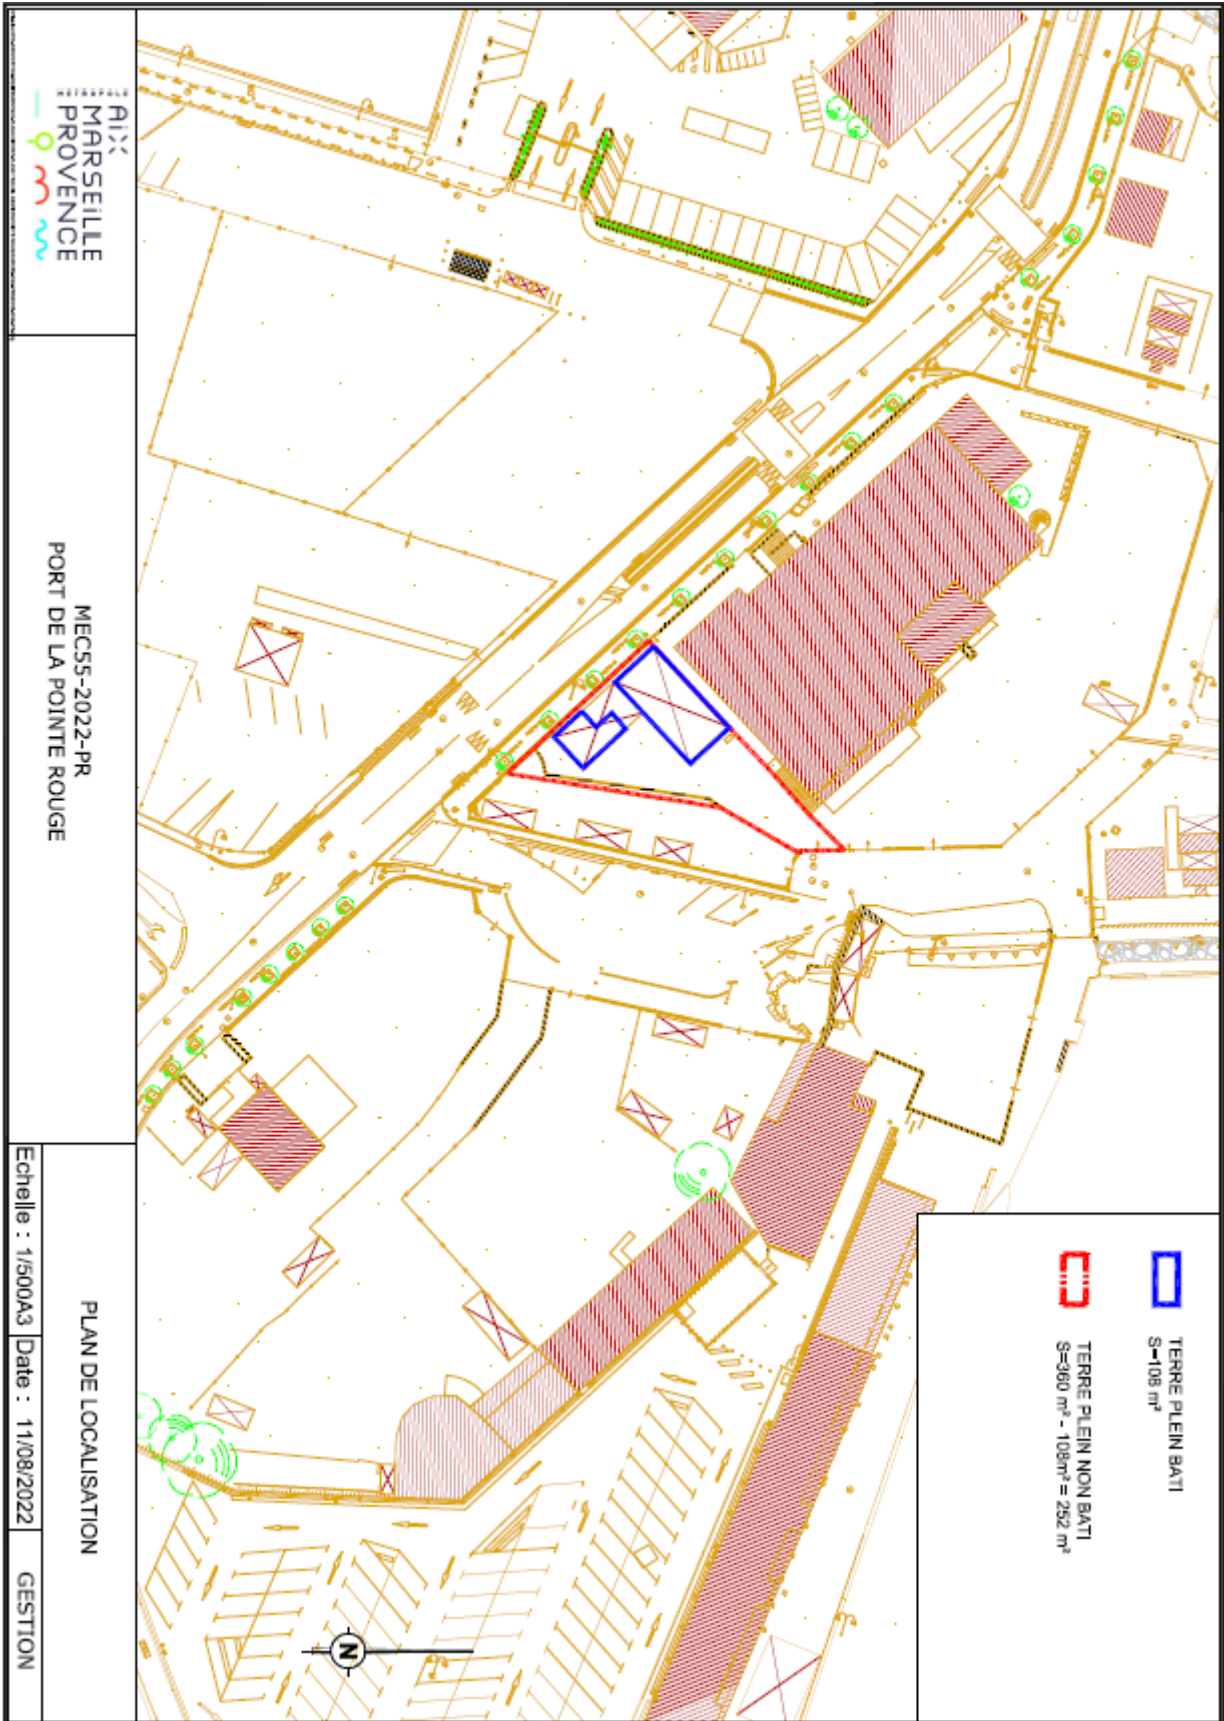 TERRE PLEIN BATI
S=108 m²
TERRE PLEIN NON BATI
S=360 m² - 108m² = 252 m²
N
MÉTROPOLE
AiX
MARSEiLLE
PROVENCE
MEC55-2022-PR
PORT DE LA POINTE ROUGE
PLAN DE LOCALISATION
Echelle : 1/500A3
Date : 11/08/2022
GESTION